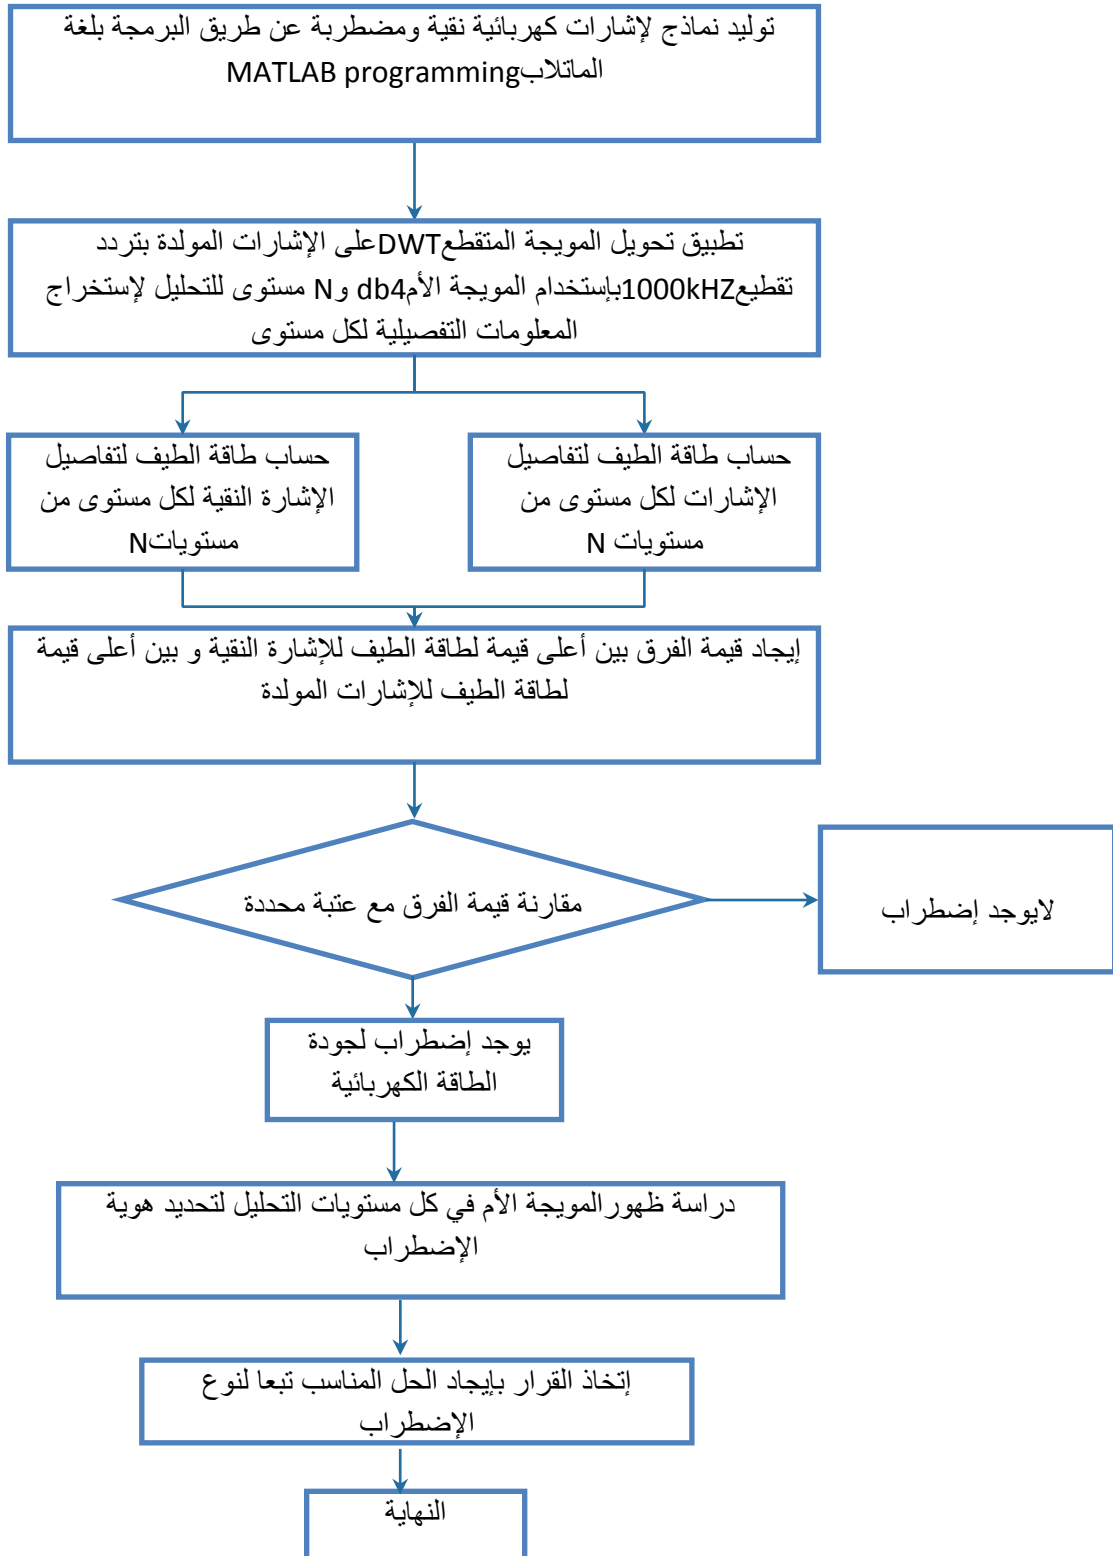 توليد نماذج لإشارات كهربائية نقية ومضطربة عن طريق البرمجة بلغة
الماتلابMATLAB programming
تطبيق تحويل المويجة المتقطعDWTعلى الإشارات المولدة بتردد
تقطيع1000kHZبإستخدام المويجة الأمdb4 وN مستوى للتحليل لإستخراج
المعلومات التفصيلية لكل مستوى
حساب طاقة الطيف لتفاصيل
الإشارات لكل مستوى من
مستويات N
حساب طاقة الطيف لتفاصيل
الإشارة النقية لكل مستوى من
مستوياتN
إيجاد قيمة الفرق بين أعلى قيمة لطاقة الطيف للإشارة النقية و بين أعلى قيمة
لطاقة الطيف للإشارات المولدة
مقارنة قيمة الفرق مع عتبة محددة
لايوجد إضطراب
يوجد إضطراب لجودة
الطاقة الكهربائية
دراسة ظهورالمويجة الأم في كل مستويات التحليل لتحديد هوية
الإضطراب
إتخاذ القرار بإيجاد الحل المناسب تبعا لنوع
الإضطراب
النهاية